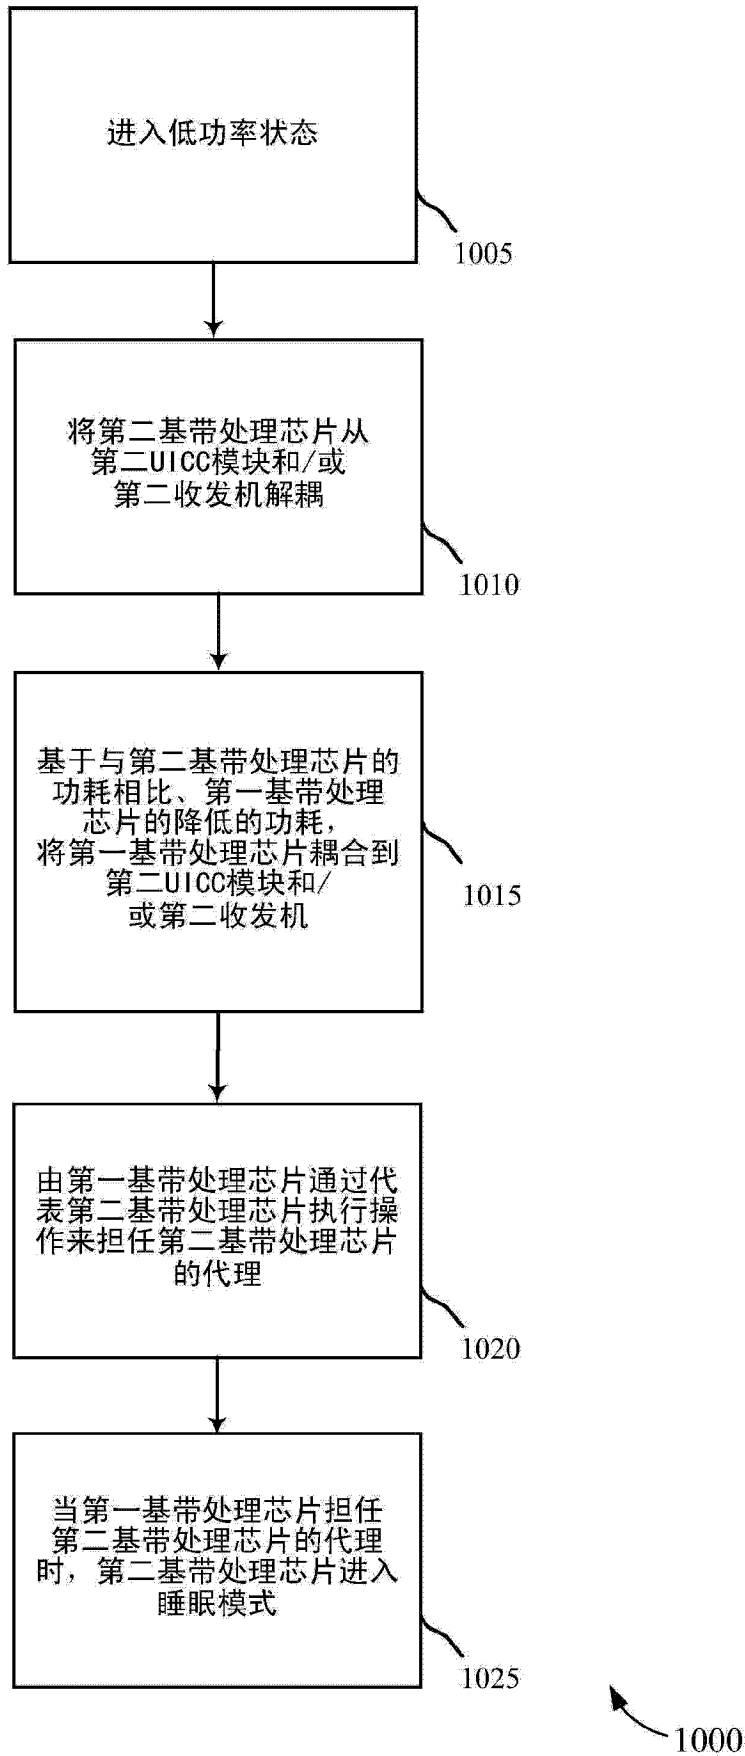 进入低功率状态
1005
将第二基带处理芯片从
第二UICC模块和/或
第二收发机解耦
1010
基于与第二基带处理芯片的
功耗相比、第一基带处理
芯片的降低的功耗，
将第一基带处理芯片耦合到
第二UICC模块和/
或第二收发机
1015
由第一基带处理芯片通过代
表第二基带处理芯片执行操
作来担任第二基带处理芯片
的代理
1020
当第一基带处理芯片担任
第二基带处理芯片的代理
时，第二基带处理芯片进入
睡眠模式
1025
1000